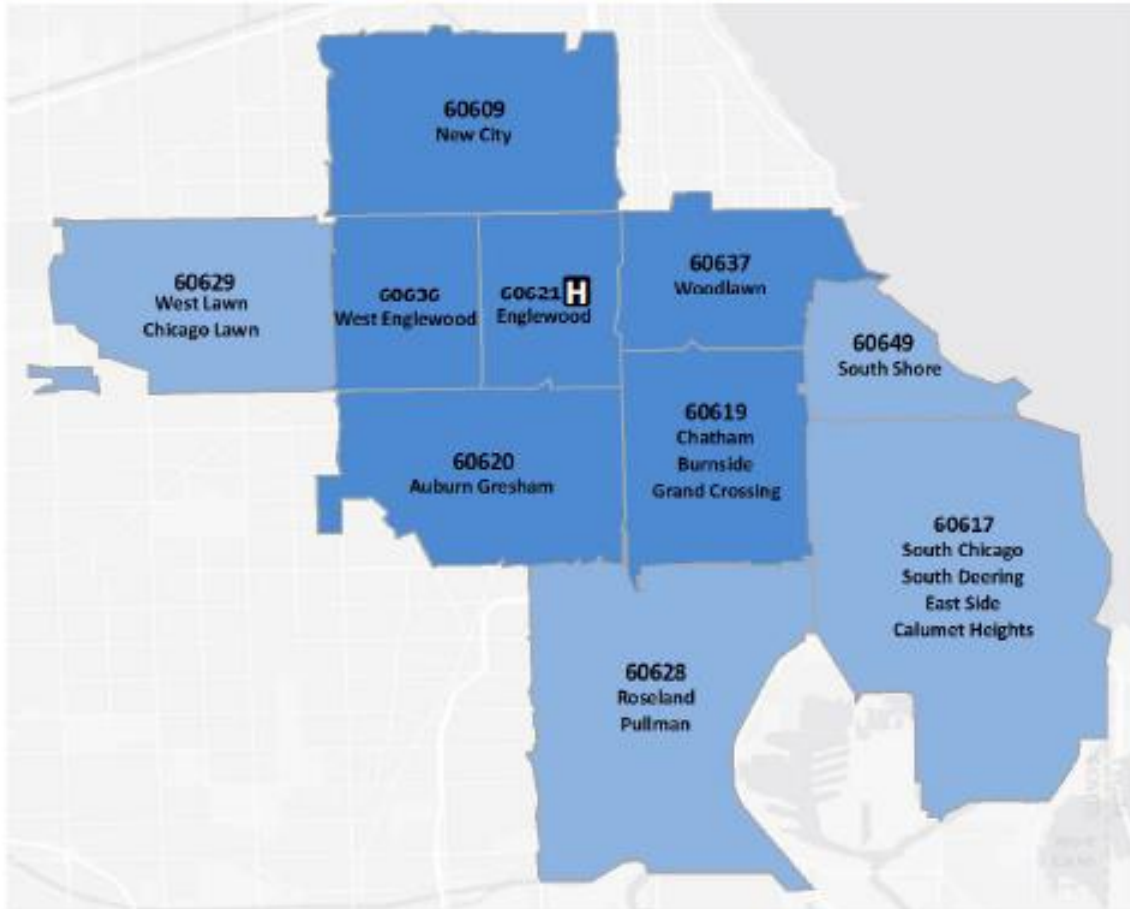 60609
New City
60629
West Lawn
Chicago Lawn
60636
West Englewood
60621 H
Englewood
60637
Woodlawn
60649
South Shore
60619
Chatham
Burnside
Grand Crossing
60620
Auburn Gresham
60617
South Chicago
South Deering
East Side
Calumet Heights
60628
Roseland
Pullman